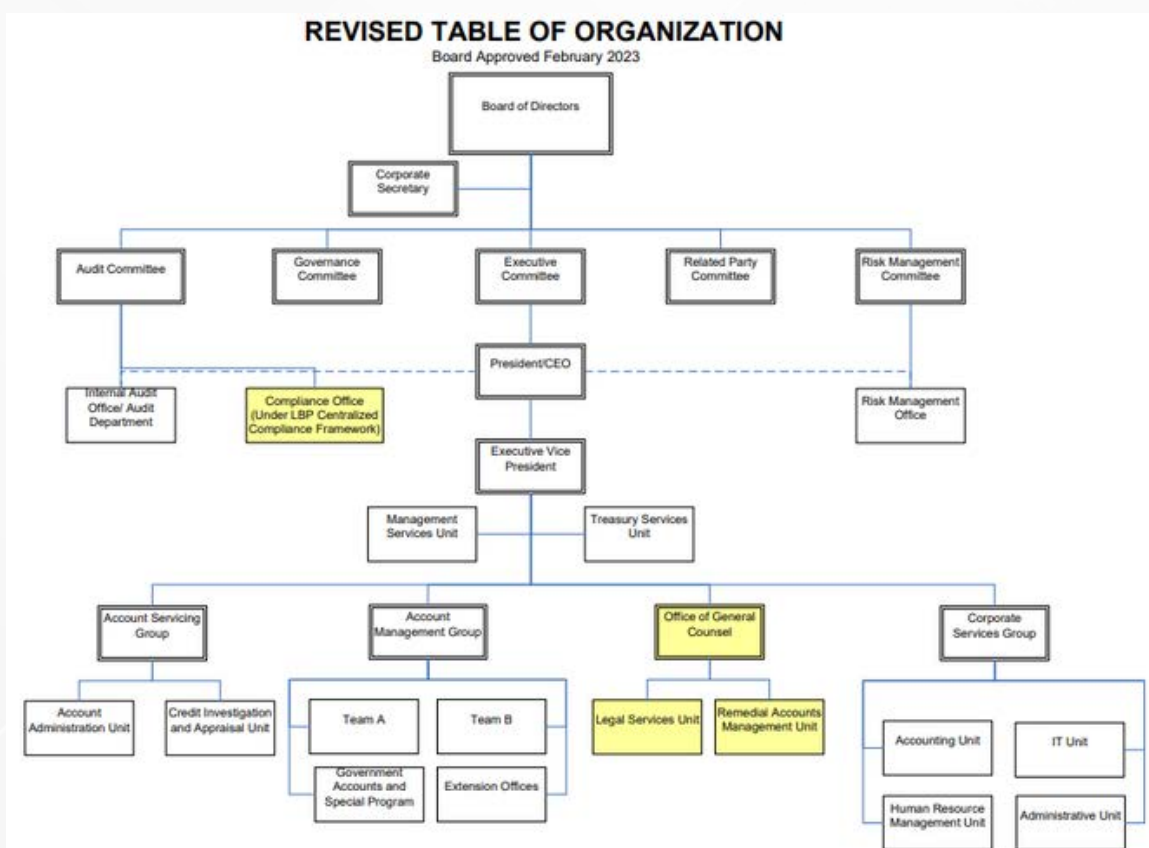 REVISED TABLE OF ORGANIZATION
Board Approved February 2023
Board of Directors
Corporate
Secretary
Audit Committee
Governance
Committee
Executive
Committee
Related Party
Committee
Risk Management
Committee
President/CEO
Internal Audit
Office/ Audit
Department
Compliance Office
(Under LBP Centralized
Compliance Framework)
Risk Management
Office
Executive Vice
President
Management
Services Unit
Treasury Services
Unit
Account Servicing
Group
Account
Management Group
Office of General
Counsel
Corporate
Services Group
Account
Administration Unit
Credit Investigation
and Appraisal Unit
Team A
Team B
Government
Accounts and
Special Program
Extension Offices
Legal Services Unit
Remedial Accounts
Management Unit
Accounting Unit
IT Unit
Human Resource
Management Unit
Administrative Unit